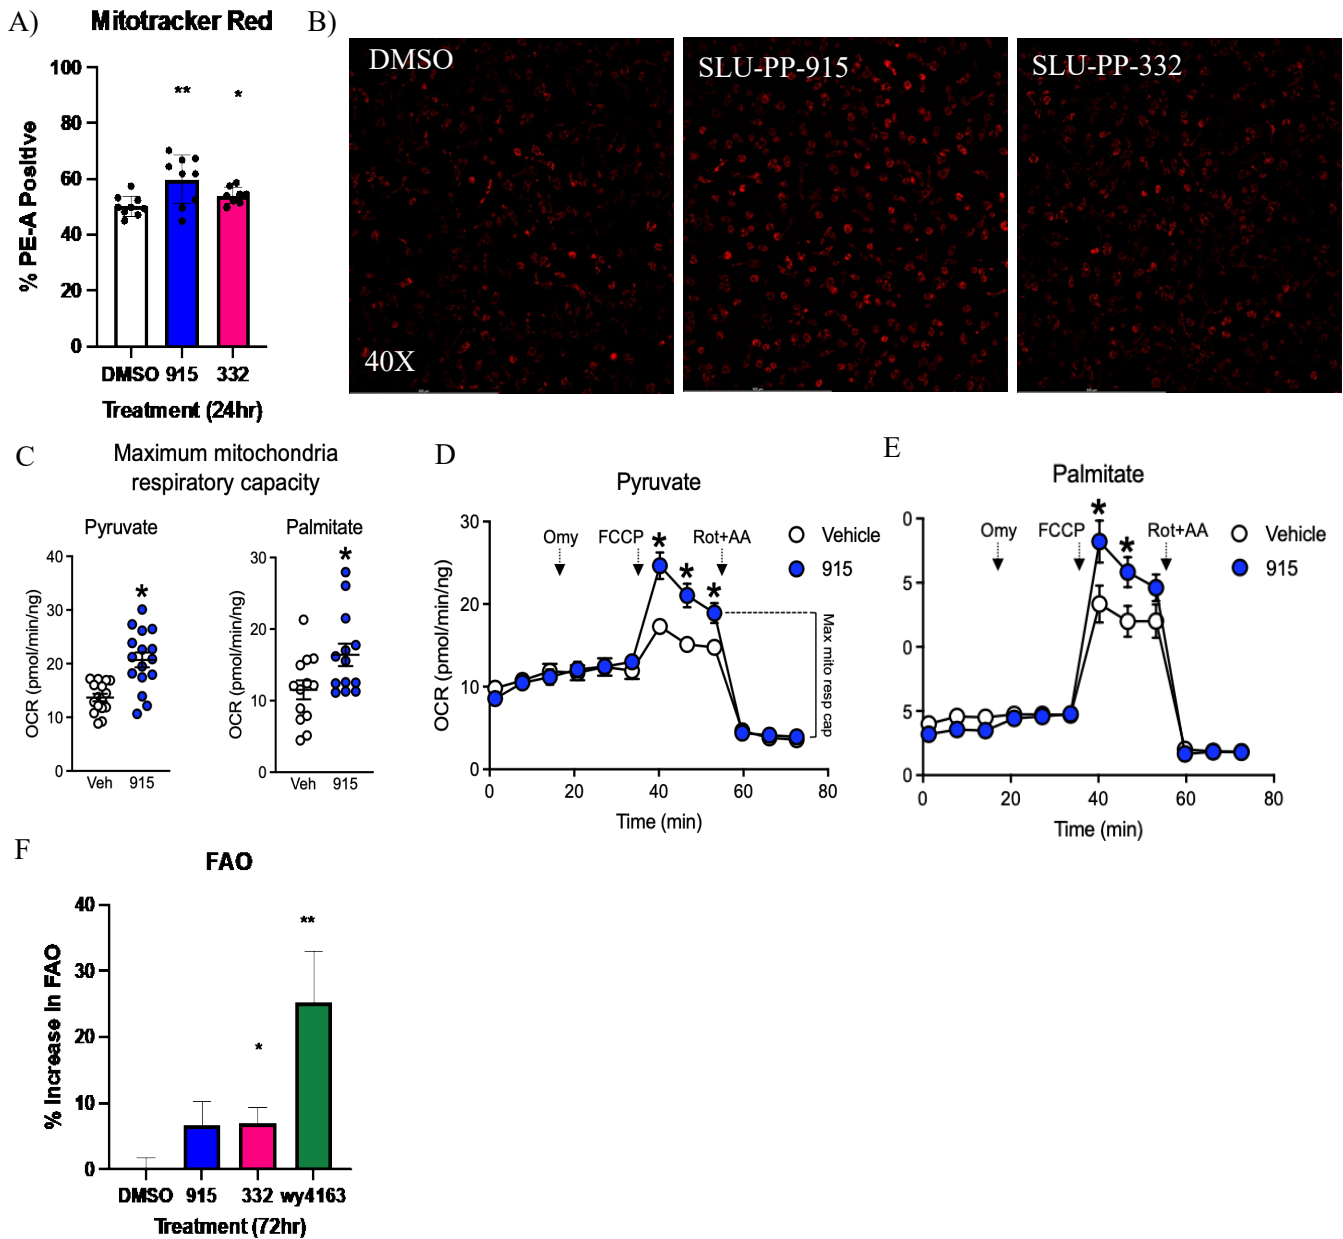 A)
Mitotracker Red
% PE-A Positive
100
80
60
40
20
0
**
*
DMSO 915 332
Treatment (24hr)
B)
DMSO
40X
SLU-PP-915
SLU-PP-332
C
Maximum mitochondria
respiratory capacity
Pyruvate
OCR (pmol/min/ng)
40
30
20
10
0
*
Veh 915
Palmitate
OCR (pmol/min/ng)
30
20
10
0
*
Veh 915
D
Pyruvate
OCR (pmol/min/ng)
30
20
10
0
Omy FCCP Rot+AA
* * *
Vehicle
915
Max mito resp cap
0 20 40 60 80
Time (min)
E
Palmitate
0
5
0
5
0
Omy FCCP Rot+AA
* *
Vehicle
915
0 20 40 60 80
Time (min)
F
FAO
% Increase In FAO
40
30
20
10
0
*
**
DMSO 915 332 wy4163
Treatment (72hr)